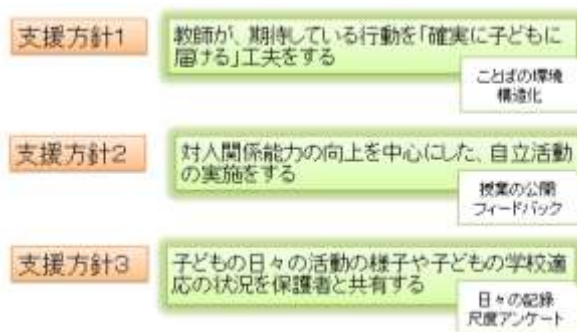 支援方針1
教師が、期待している行動を「確実に子どもに
届ける」工夫をする
ことばの環境
構造化
支援方針2
対人関係能力の向上を中心にした、自立活動
の実施をする
授業の公開
フィードバック
支援方針3
子どもの日々の活動の様子や子どもの学校適
応の状況を保護者と共有する
日々の記録
尺度アンケート